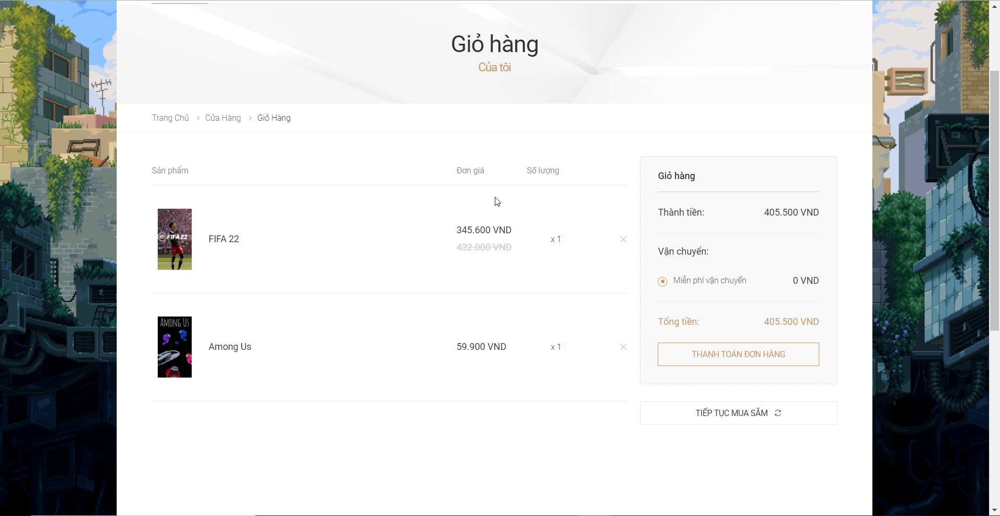 Giỏ hàng
Của tôi
Trang Chủ > Cửa Hàng > Giỏ Hàng
Sản phẩm Đơn giá Số lượng
FIFA 22
FIFA 22 345.600 VND x 1
432.000 VND
AMONG US
Among Us 59.900 VND x 1
Giỏ hàng
Thành tiền: 405.500 VND
Vận chuyển:
Miễn phí vận chuyển 0 VND
Tổng tiền: 405.500 VND
THANH TOÁN ĐƠN HÀNG
TIẾP TỤC MUA SẮM